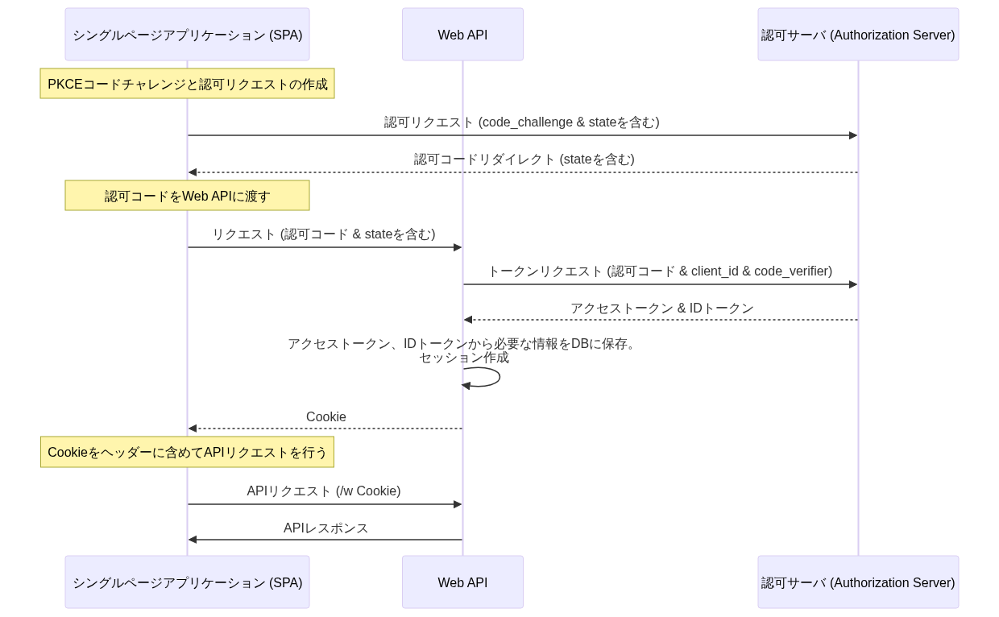 シングルページアプリケーション (SPA)
Web API
認可サーバ (Authorization Server)
PKCEコードチャレンジと認可リクエストの作成
認可リクエスト (code_challenge & stateを含む)
認可コードリダイレクト (stateを含む)
認可コードをWeb APIに渡す
リクエスト (認可コード & stateを含む)
トークンリクエスト (認可コード & client_id & code_verifier)
アクセストークン & IDトークン
アクセストークン、IDトークンから必要な情報をDBに保存。
セッション作成
Cookie
Cookieをヘッダーに含めてAPIリクエストを行う
APIリクエスト (/w Cookie)
APIレスポンス
シングルページアプリケーション (SPA)
Web API
認可サーバ (Authorization Server)